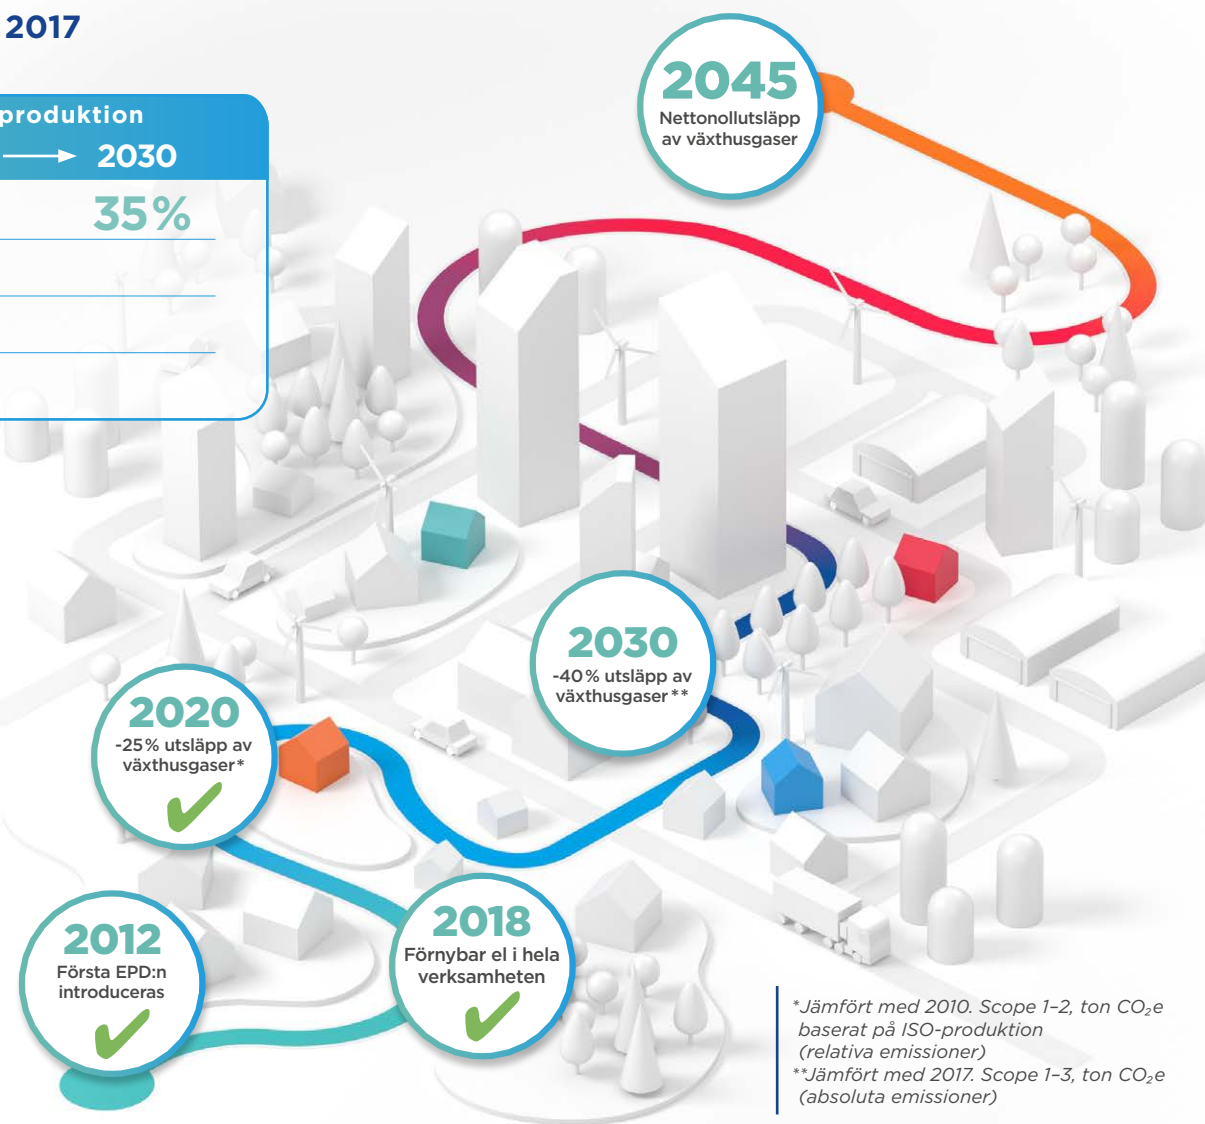 2017
produktion
2030
35%
2045
Nettonollutsläpp
av växthusgaser
2030
-40% utsläpp av
växthusgaser**
2020
-25% utsläpp av
växthusgaser*
2012
Första EPD:n
introduceras
2018
Förnybar el i hela
verksamheten
*Jämfört med 2010. Scope 1–2, ton CO₂e
baserat på ISO-produktion
(relativa emissioner)
**Jämfört med 2017. Scope 1–3, ton CO₂e
(absoluta emissioner)